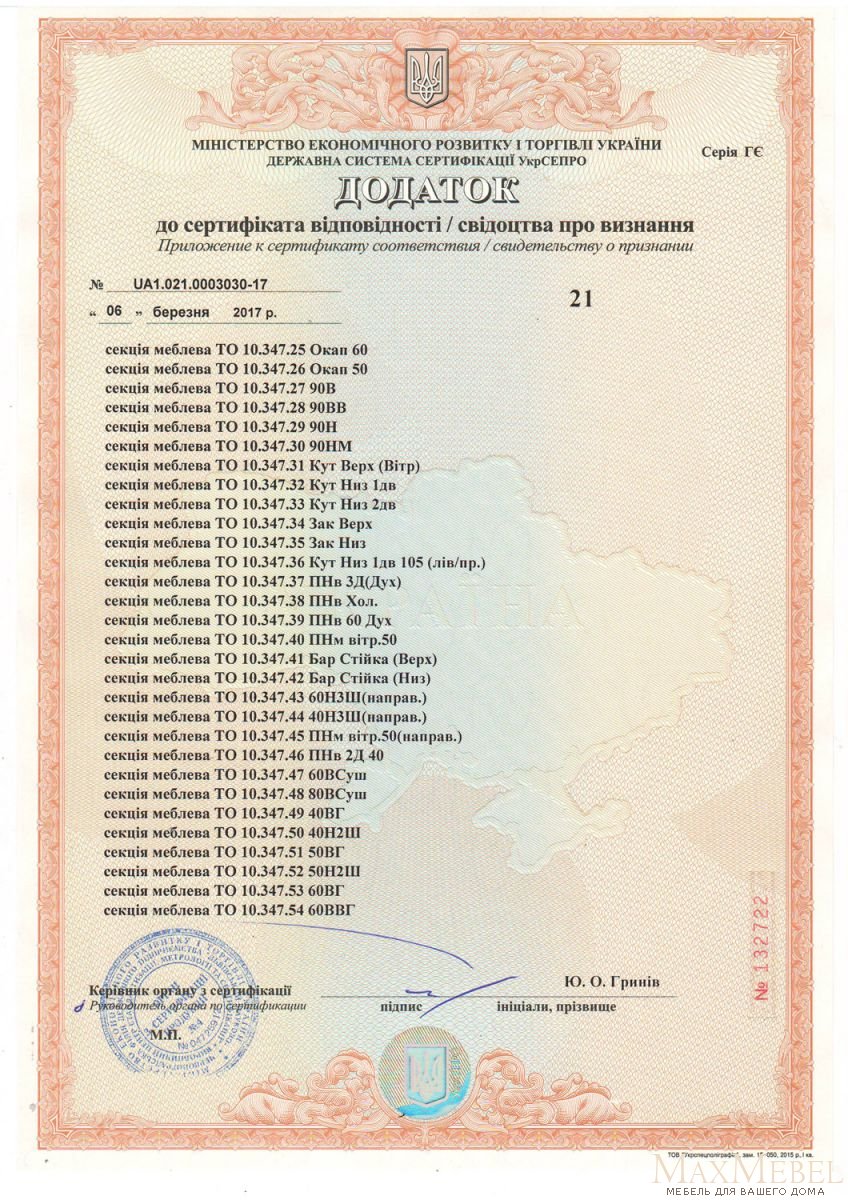 МІНІСТЕРСТВО ЕКОНОМІЧНОГО РОЗВИТКУ І ТОРГІВЛІ УКРАЇНИ
ДЕРЖАВНА СИСТЕМА СЕРТИФІКАЦІЇ УкрСЕПРО
Серія ГЄ
ДОДАТОК
до сертифіката відповідності / свідоцтва про визнання
Приложение к сертификату соответствия / свидетельству о признании
№ UA1.021.0003030-17
21
„ 06 ” березня 2017 р.
секція меблева ТО 10.347.25 Окап 60
секція меблева ТО 10.347.26 Окап 50
секція меблева ТО 10.347.27 90В
секція меблева ТО 10.347.28 90ВВ
секція меблева ТО 10.347.29 90Н
секція меблева ТО 10.347.30 90НМ
секція меблева ТО 10.347.31 Кут Верх (Вітр)
секція меблева ТО 10.347.32 Кут Низ 1дв
секція меблева ТО 10.347.33 Кут Низ 2дв
секція меблева ТО 10.347.34 Зак Верх
секція меблева ТО 10.347.35 Зак Низ
секція меблева ТО 10.347.36 Кут Низ 1дв 105 (лів/пр.)
секція меблева ТО 10.347.37 ПНв 3Д(Дух)
секція меблева ТО 10.347.38 ПНв Хол.
секція меблева ТО 10.347.39 ПНв 60 Дух
секція меблева ТО 10.347.40 ПНм вітр.50
секція меблева ТО 10.347.41 Бар Стійка (Верх)
секція меблева ТО 10.347.42 Бар Стійка (Низ)
секція меблева ТО 10.347.43 60Н3Ш(направ.)
секція меблева ТО 10.347.44 40Н3Ш(направ.)
секція меблева ТО 10.347.45 ПНм вітр.50(направ.)
секція меблева ТО 10.347.46 ПНв 2Д 40
секція меблева ТО 10.347.47 60ВСуш
секція меблева ТО 10.347.48 80ВСуш
секція меблева ТО 10.347.49 40ВГ
секція меблева ТО 10.347.50 40Н2Ш
секція меблева ТО 10.347.51 50ВГ
секція меблева ТО 10.347.52 50Н2Ш
секція меблева ТО 10.347.53 60ВГ
секція меблева ТО 10.347.54 60ВВГ
№ 132722
Керівник органу з сертифікації
Руководитель органа по сертификации
Ю. О. Гринів
підпис
ініціали, прізвище
М.П.
ТОВ "Укрспецполіграфія", зам. 15-050, 2015 р., І кв.
MAXMEBEL
МЕБЕЛЬ ДЛЯ ВАШЕГО ДОМА